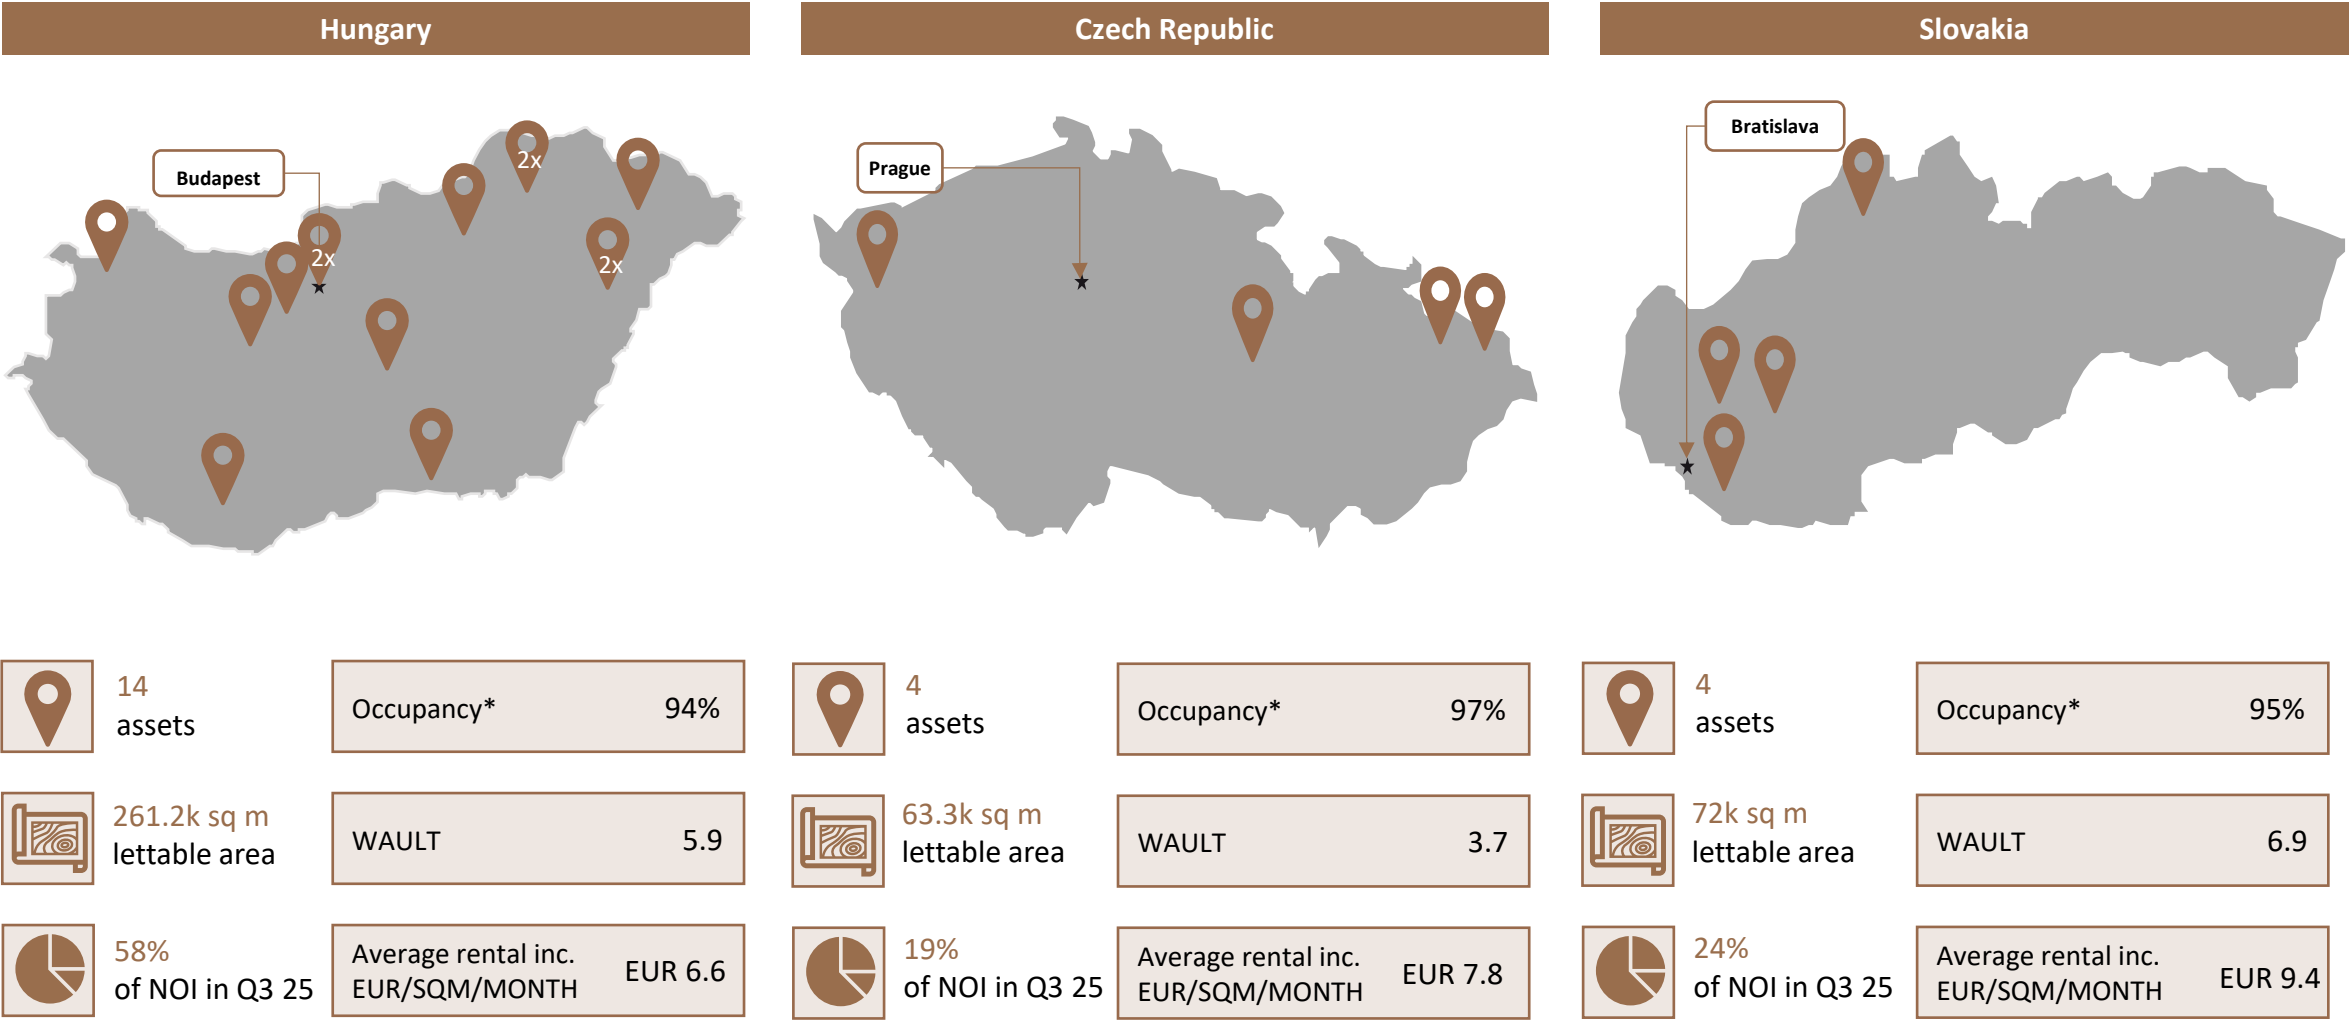 Hungary
Budapest
2x
2x
2x
14
assets
Occupancy* 94%
261.2k sq m
lettable area
WAULT 5.9
58%
of NOI in Q3 25
Average rental inc.
EUR/SQM/MONTH
EUR 6.6
Czech Republic
Prague
4
assets
Occupancy* 97%
63.3k sq m
lettable area
WAULT 3.7
19%
of NOI in Q3 25
Average rental inc.
EUR/SQM/MONTH
EUR 7.8
Slovakia
Bratislava
4
assets
Occupancy* 95%
72k sq m
lettable area
WAULT 6.9
24%
of NOI in Q3 25
Average rental inc.
EUR/SQM/MONTH
EUR 9.4